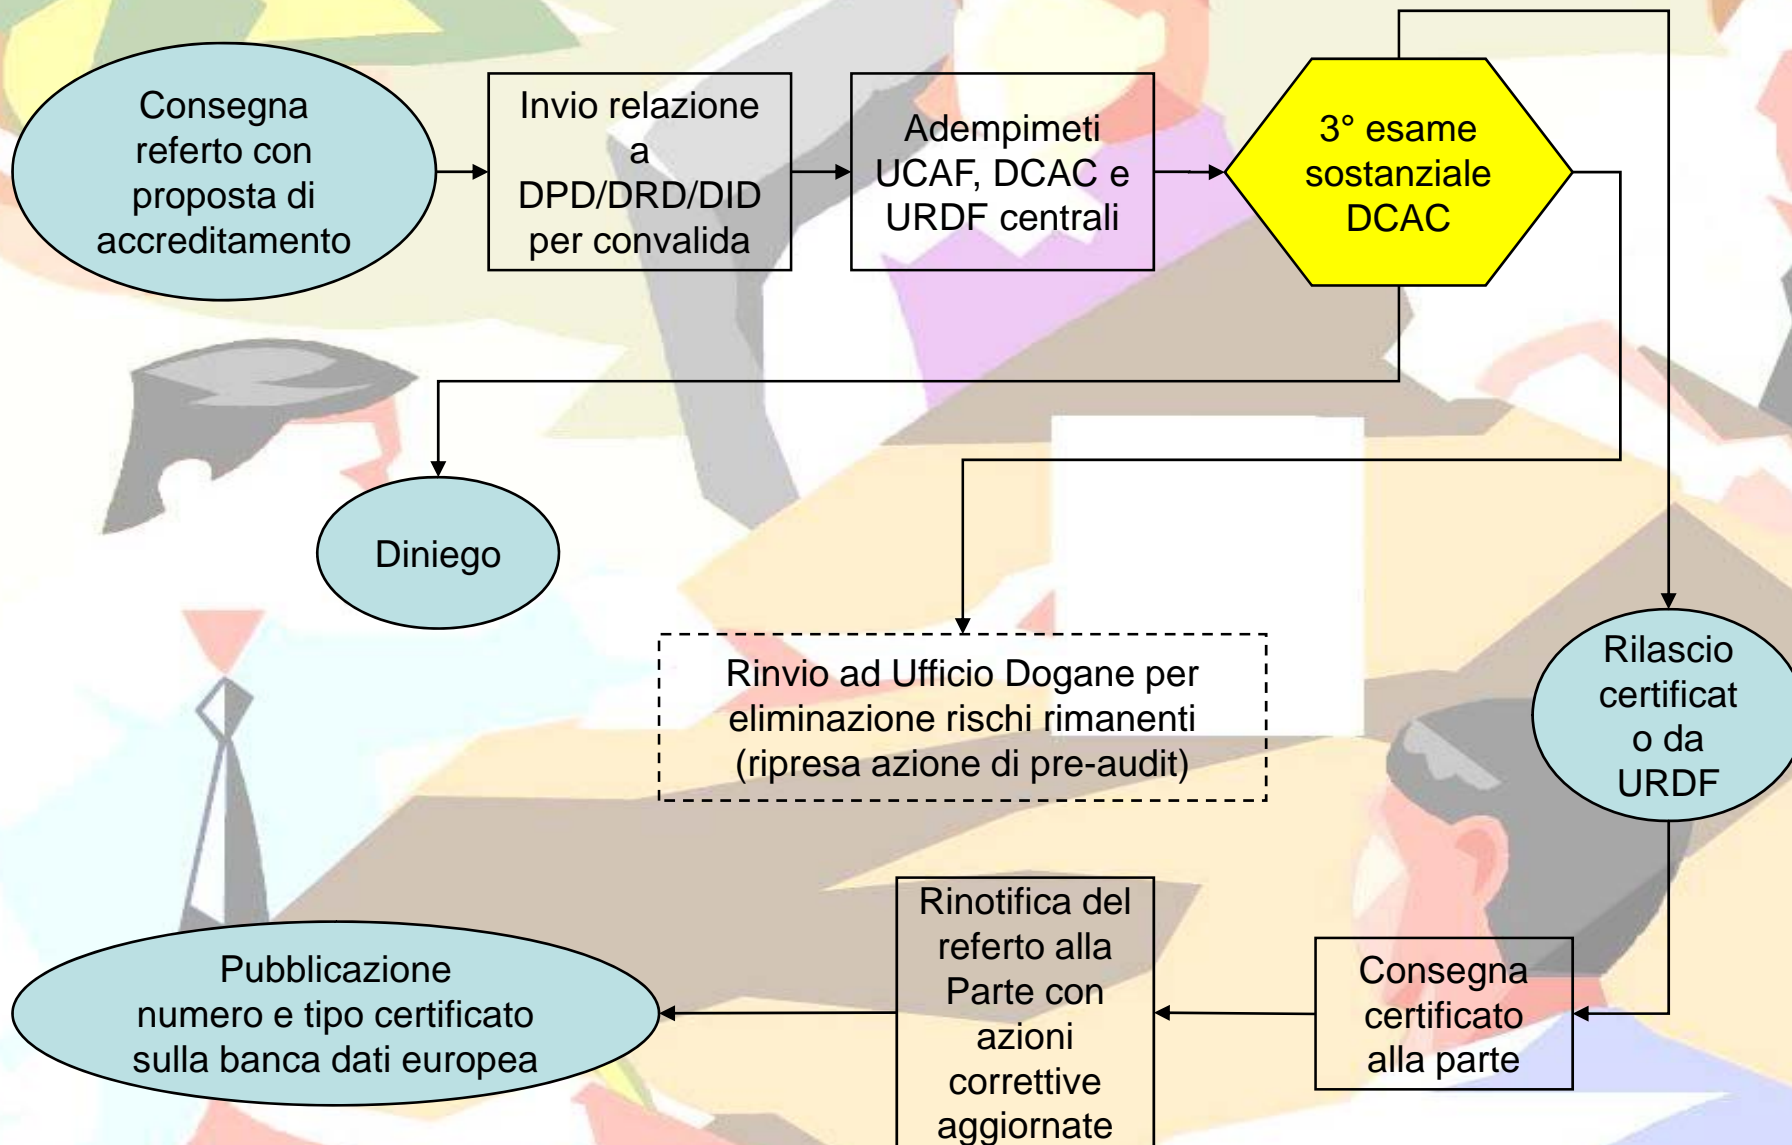 Consegna
referto con
proposta di
accreditamento
Invio relazione
a
DPD/DRD/DID
per convalida
Adempimeti
UCAF, DCAC e
URDF centrali
3° esame
sostanziale
DCAC
Diniego
Rinvio ad Ufficio Dogane per
eliminazione rischi rimanenti
(ripresa azione di pre-audit)
Rilascio
certificat
o da
URDF
Consegna
certificato
alla parte
Rinotifica del
referto alla
Parte con
azioni
correttive
aggiornate
Pubblicazione
numero e tipo certificato
sulla banca dati europea